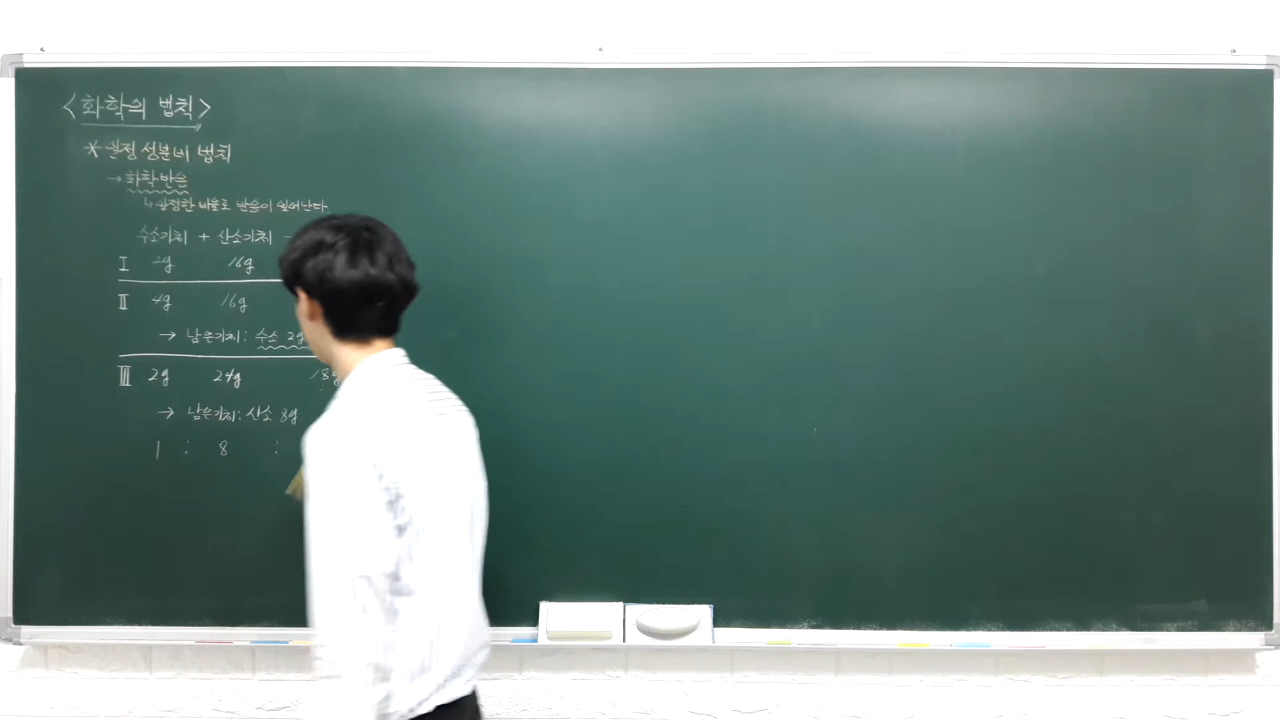 <화학의 법칙>
* 일정 성분비 법칙
→ 화학반응
↳ 일정한 비율로 반응이 일어난다
수소기체 + 산소기체 -
Ⅰ 2g 16g
Ⅱ 4g 16g
→ 남은기체: 수소 2g
Ⅲ 2g 24g 18g
→ 남은기체: 산소 8g
1 : 8 :